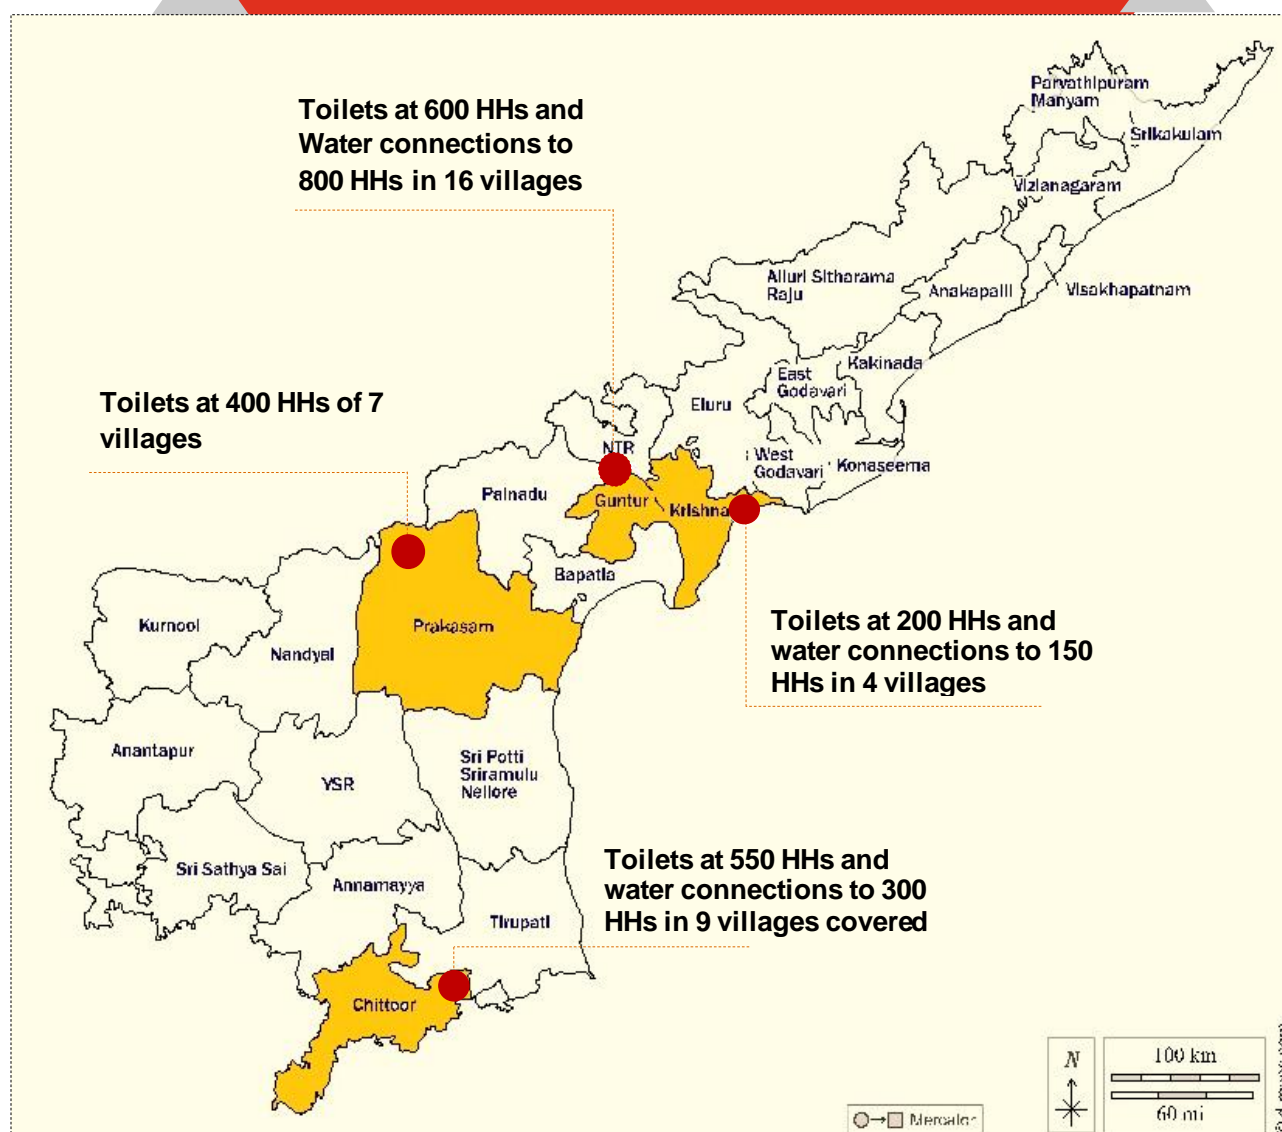 Toilets at 600 HHs and
Water connections to
800 HHs in 16 villages
Parvathipuram
Manyam
Srikakulam
Vizianagaram
Alluri Sitharama
Raju
Anakapalli
Visakhapatnam
Kakinada
East
Godavari
Eluru
Toilets at 400 HHs of 7
villages
NTR
West
Godavari
Konaseema
Palnadu
Guntur
Krishna
Bapatla
Kurnool
Nandyal
Prakasam
Toilets at 200 HHs and
water connections to 150
HHs in 4 villages
Anantapur
YSR
Sri Potti
Sriramulu
Nellore
Sri Sathya Sai
Annamayya
Tirupati
Toilets at 550 HHs and
water connections to 300
HHs in 9 villages covered
Chittoor
N
100 km
60 mi
Mercator